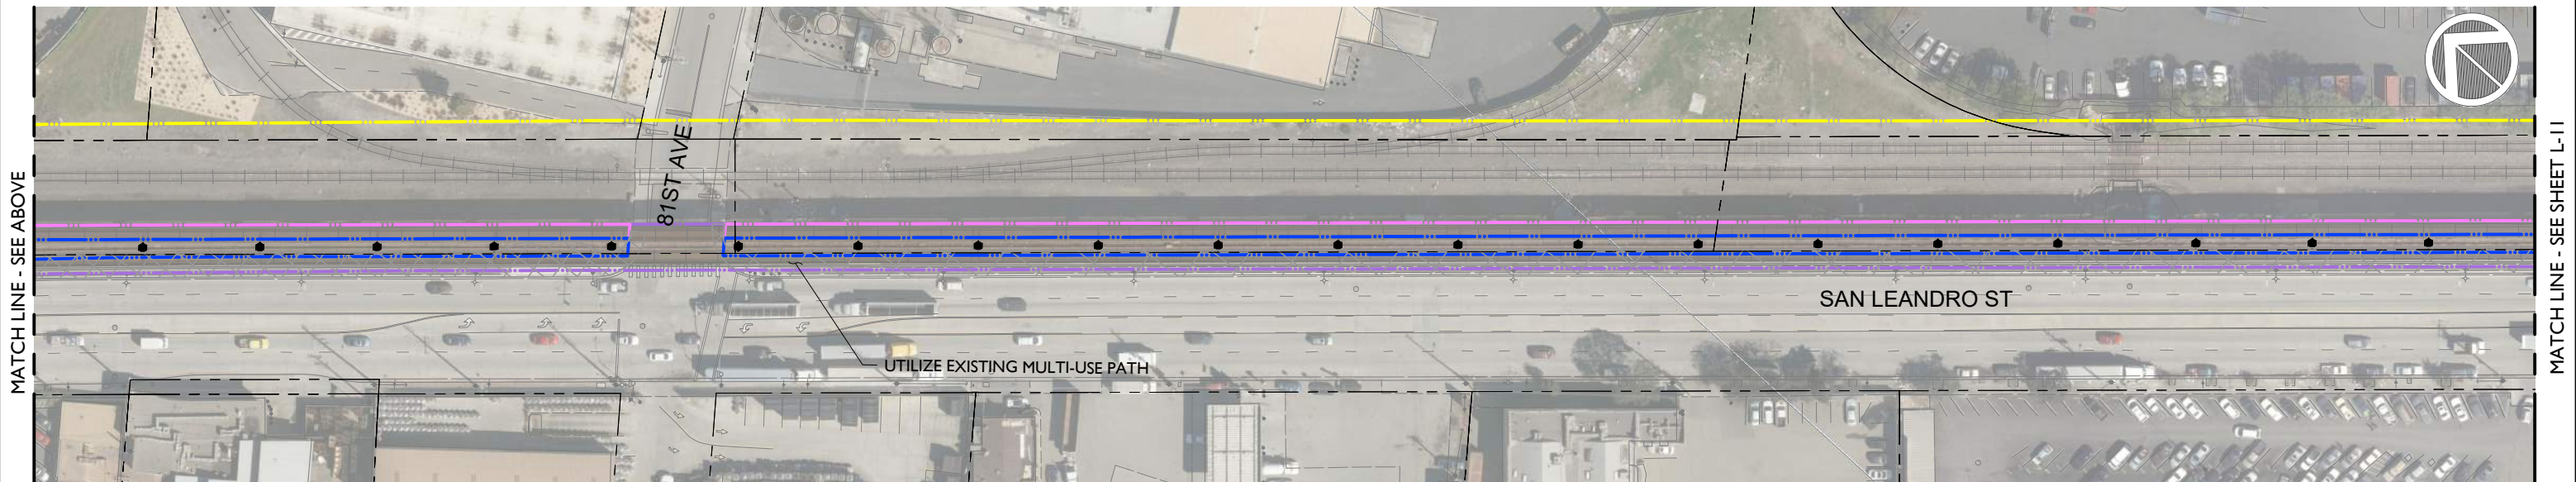 MATCH LINE - SEE ABOVE
81ST AVE
SAN LEANDRO ST
UTILIZE EXISTING MULTI-USE PATH
MATCH LINE - SEE SHEET L-11